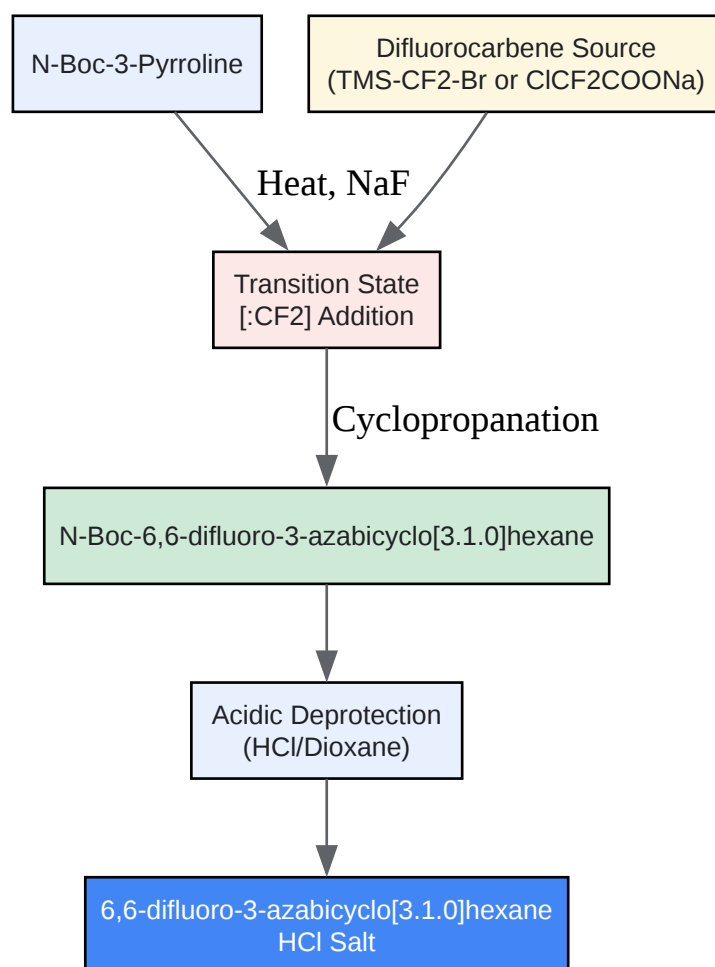 N-Boc-3-Pyrroline
Difluorocarbene Source
(TMS-CF2-Br or ClCF2COONa)
Heat, NaF
Transition State
[:CF2] Addition
Cyclopropanation
N-Boc-6,6-difluoro-3-azabicyclo[3.1.0]hexane
Acidic Deprotection
(HCl/Dioxane)
6,6-difluoro-3-azabicyclo[3.1.0]hexane
HCl Salt